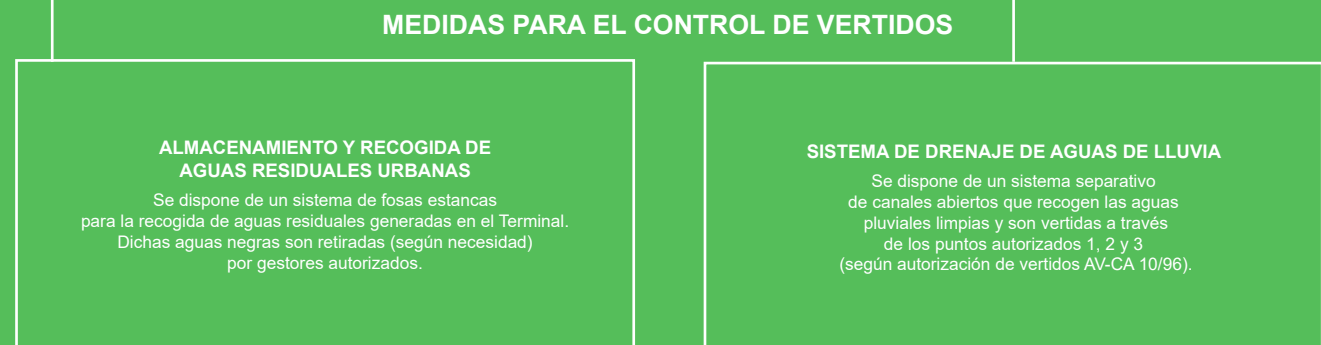 MEDIDAS PARA EL CONTROL DE VERTIDOS
ALMACENAMIENTO Y RECOGIDA DE
AGUAS RESIDUALES URBANAS
Se dispone de un sistema de fosas estancas
para la recogida de aguas residuales generadas en el Terminal.
Dichas aguas negras son retiradas (según necesidad)
por gestores autorizados.
SISTEMA DE DRENAJE DE AGUAS DE LLUVIA
Se dispone de un sistema separativo
de canales abiertos que recogen las aguas
pluviales limpias y son vertidas a través
de los puntos autorizados 1, 2 y 3
(según autorización de vertidos AV-CA 10/96).